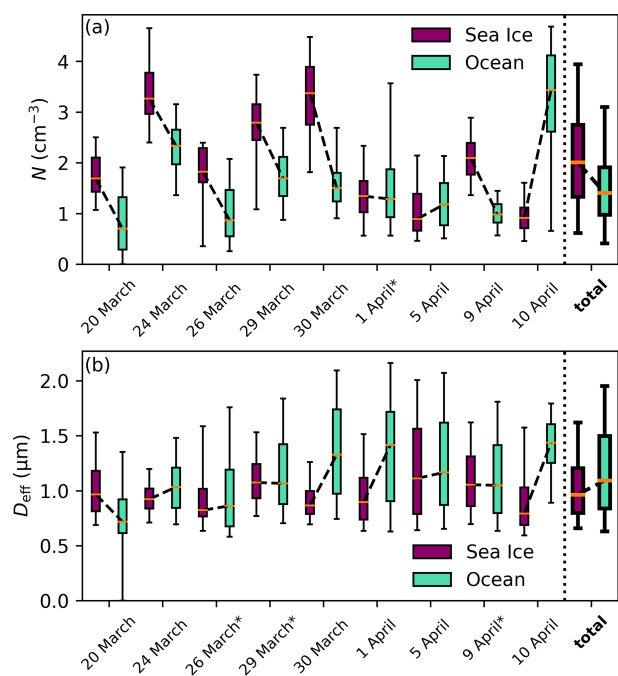 (a)
Sea Ice
Ocean
N (cm⁻³)
4
3
2
1
0
20 March
24 March
26 March
29 March
30 March
1 April*
5 April
9 April
10 April
total
(b)
D_eff (µm)
2.0
1.5
1.0
0.5
0.0
Sea Ice
Ocean
20 March
24 March
26 March*
29 March*
30 March
1 April
5 April
9 April*
10 April
total